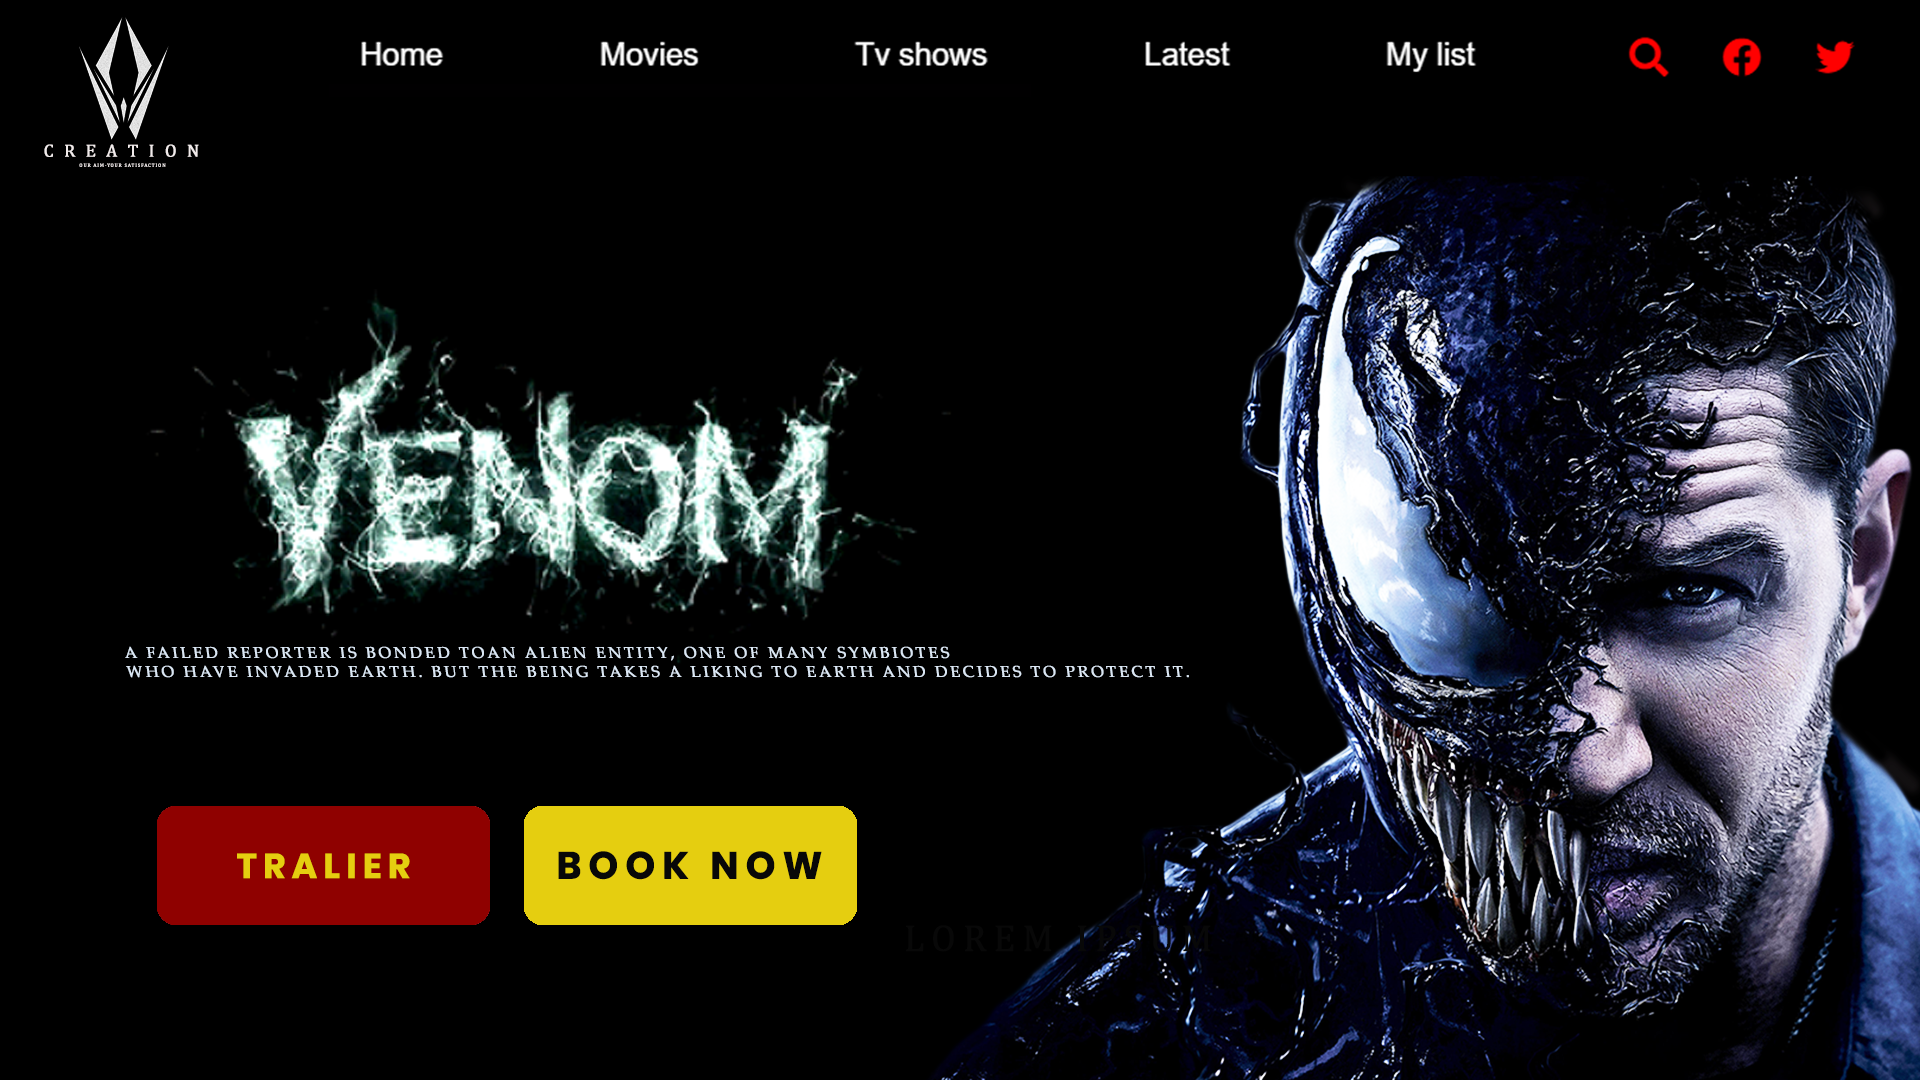 Home Movies Tv shows Latest My list
CREATION
OUR AIM-YOUR SATISFACTION
VENOM
A FAILED REPORTER IS BONDED TOAN ALIEN ENTITY, ONE OF MANY SYMBIOTES
WHO HAVE INVADED EARTH. BUT THE BEING TAKES A LIKING TO EARTH AND DECIDES TO PROTECT IT.
TRALIER BOOK NOW
LOREM IPSUM